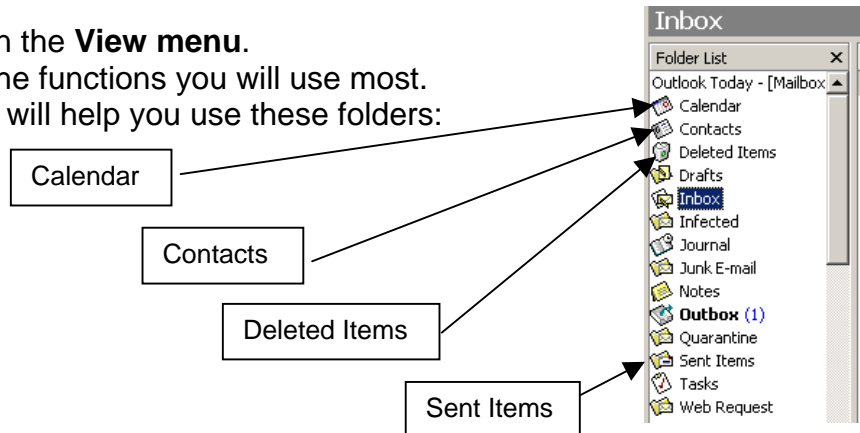 n the View menu.
ne functions you will use most.
will help you use these folders:
Calendar
Contacts
Deleted Items
Sent Items
Inbox
Folder List
Outlook Today - [Mailbox
Calendar
Contacts
Deleted Items
Drafts
Inbox
Infected
Journal
Junk E-mail
Notes
Outbox (1)
Quarantine
Sent Items
Tasks
Web Request